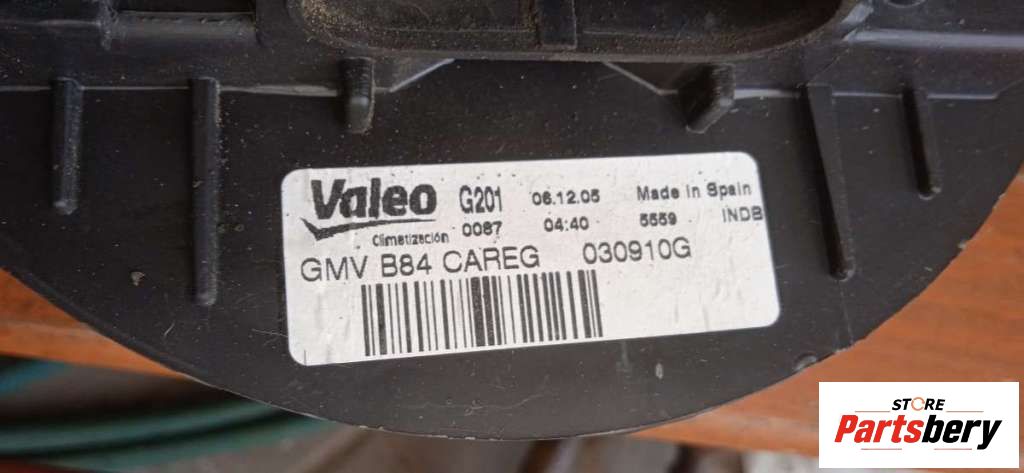 Valeo G201 06.12.05 Made in Spain
Climatización 0087 04:40 5559 INDB
GMV B84 CAREG 030910G
STORE
Partsbery